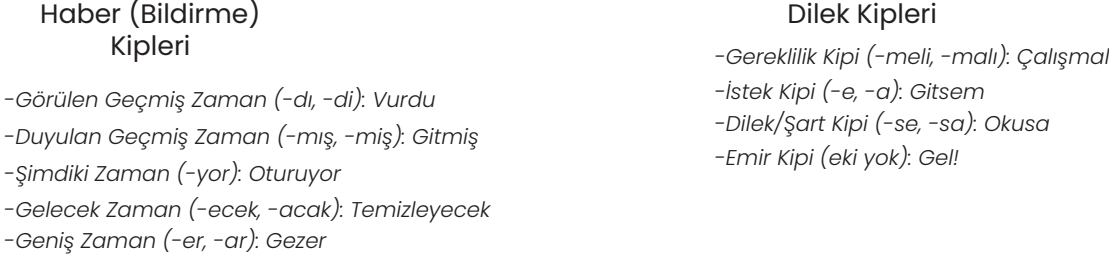 Haber (Bildirme)
Kipleri
-Görülen Geçmiş Zaman (-dı, -di): Vurdu
-Duyulan Geçmiş Zaman (-mış, -miş): Gitmiş
-Şimdiki Zaman (-yor): Oturuyor
-Gelecek Zaman (-ecek, -acak): Temizleyecek
-Geniş Zaman (-er, -ar): Gezer
Dilek Kipleri
-Gereklilik Kipi (-meli, -malı): Çalışmal
-İstek Kipi (-e, -a): Gitsem
-Dilek/Şart Kipi (-se, -sa): Okusa
-Emir Kipi (eki yok): Gel!